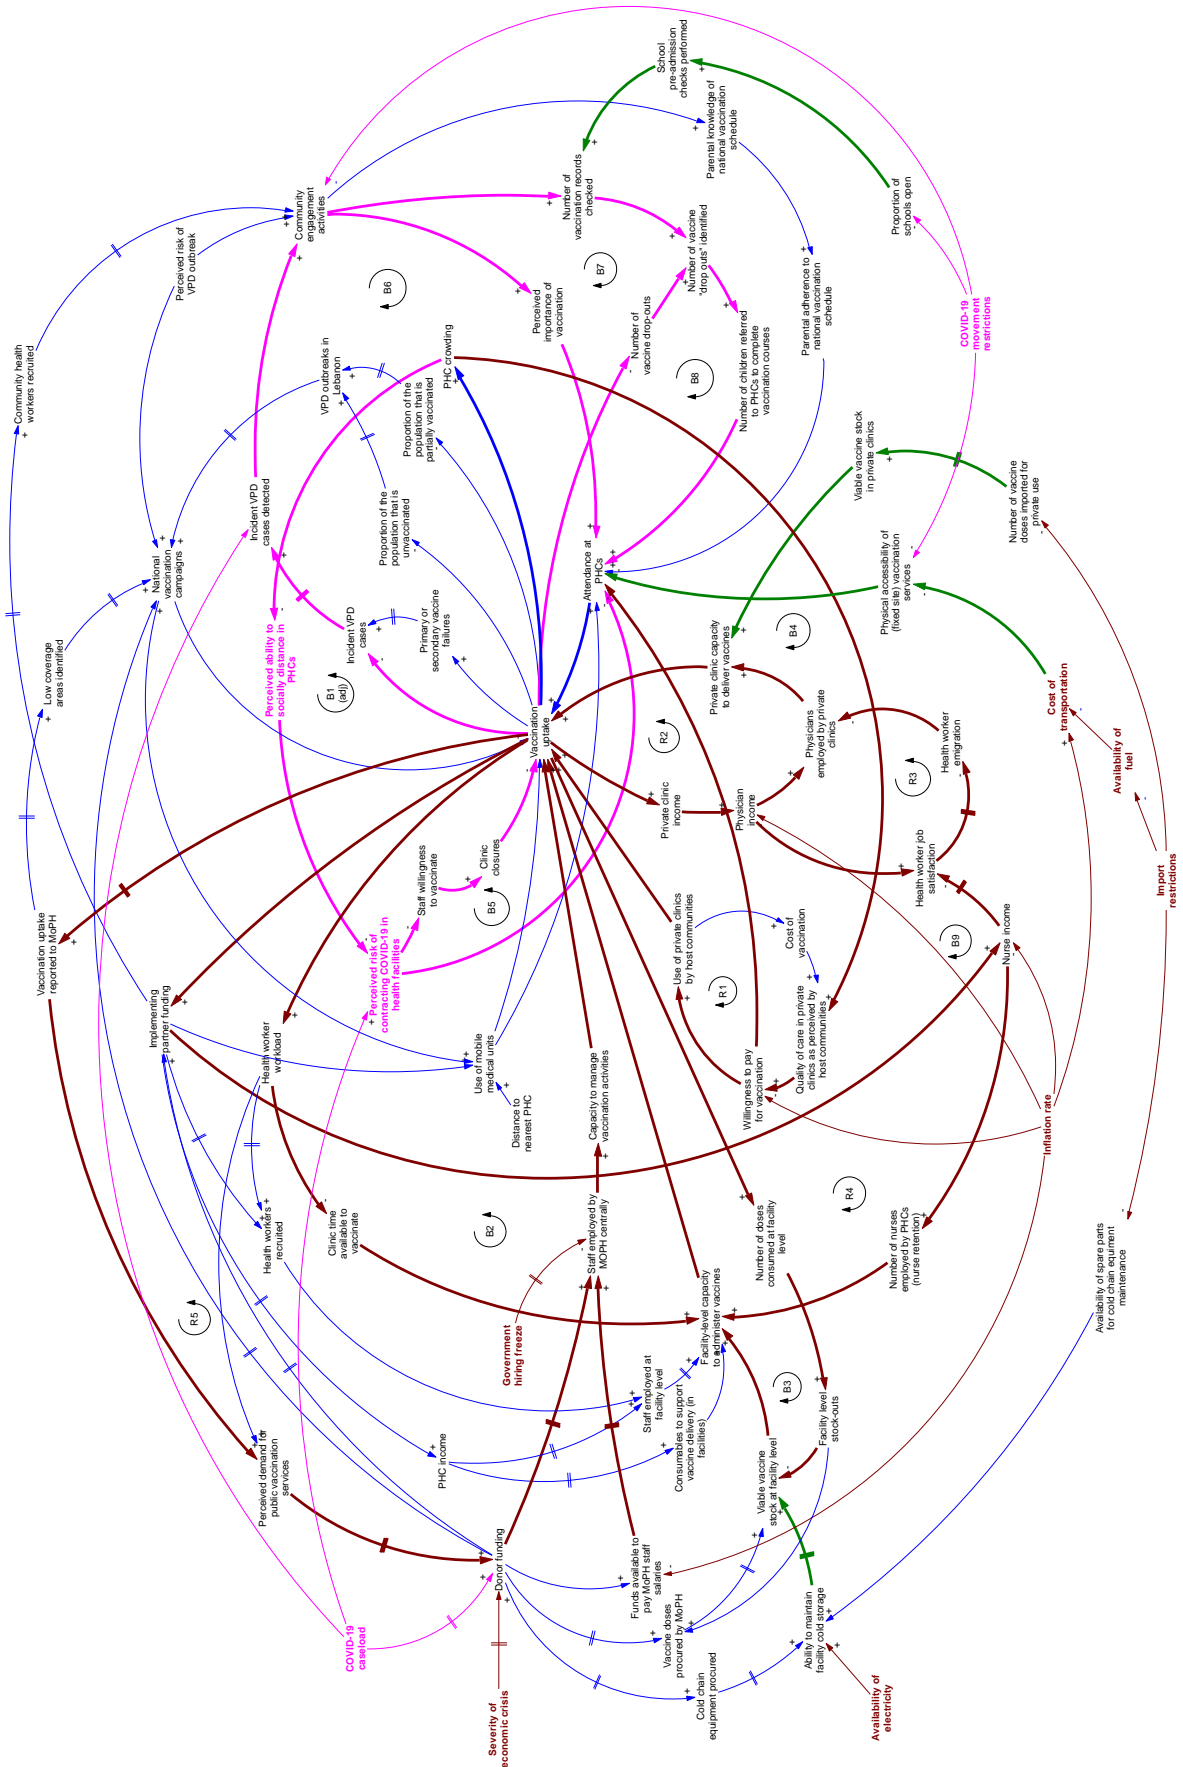 Community health
workers recruited
Perceived risk of
VPD outbreak
Community
engagement
activities
School
pre-admission
checks performed
Number of
vaccination records
checked
Parental knowledge of
national vaccination
schedule
Proportion of
schools open
COVID-19
movement
restrictions
Low coverage
areas identified
National
vaccination
campaigns
Incident VPD
cases detected
VPD outbreaks in
Lebanon
Proportion of the
population that is
partially vaccinated
Proportion of the
population that is
unvaccinated
PHC crowding
Perceived
importance of
vaccination
Number of
vaccine drop-outs
Number of vaccine
"drop outs" identified
Number of children referred
to PHCs to complete
vaccination courses
Parental adherence to
national vaccination
schedule
B6
B7
B8
Perceived ability to
socially distance in
PHCs
Incident VPD
cases
Primary or
secondary vaccine
failures
B1
(adj)
Attendance at
PHCs
Viable vaccine stock
in private clinics
Number of vaccine
doses imported for
private use
Physical accessibility of
(fixed site) vaccination
services
Private clinic capacity
to deliver vaccines
B4
Vaccination
uptake
R2
Physicians
employed by private
clinics
Health worker
emigration
R3
Cost of
transportation
Availability of
fuel
Import
restrictions
Private clinic
income
Physician
income
Health worker job
satisfaction
Vaccination uptake
reported to MoPH
Implementing
partner funding
Health worker
workload
Perceived risk of
contracting COVID-19 in
health facilities
Staff willingness
to vaccinate
Clinic
closures
B5
Use of private clinics
by host communities
Cost of
vaccination
R1
Quality of care in private
clinics as perceived by
host communities
Willingness to pay
for vaccination
B9
Nurse income
Use of mobile
medical units
Distance to
nearest PHC
Capacity to manage
vaccination activities
Inflation rate
Health workers
recruited
Clinic time
available to
vaccinate
B2
Staff employed by
MOPH centrally
Government
hiring freeze
Number of doses
consumed at facility
level
R4
Number of nurses
employed by PHCs
(nurse retention)
Availability of spare parts
for cold chain equiment
maintenance
R5
Facility-level capacity
to administer vaccines
Staff employed at
facility level
Consumables to support
vaccine delivery (in
facilities)
B3
Facility level
stock-outs
Viable vaccine
stock at facility level
Perceived demand for
public vaccination
services
PHC income
Donor funding
Funds available to
pay MoPH staff
salaries
Vaccine doses
procured by MoPH
Ability to maintain
facility cold storage
COVID-19
caseload
Cold chain
equipment procured
Severity of
economic crisis
Availability of
electricity